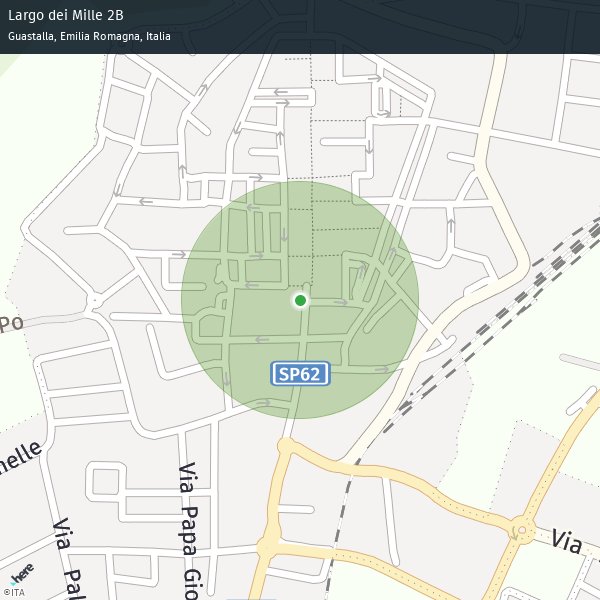 Largo dei Mille 2B
Guastalla, Emilia Romagna, Italia
Po
SP62
nelle
Via Papa Gio
Via Pal
Via
here
©ITA